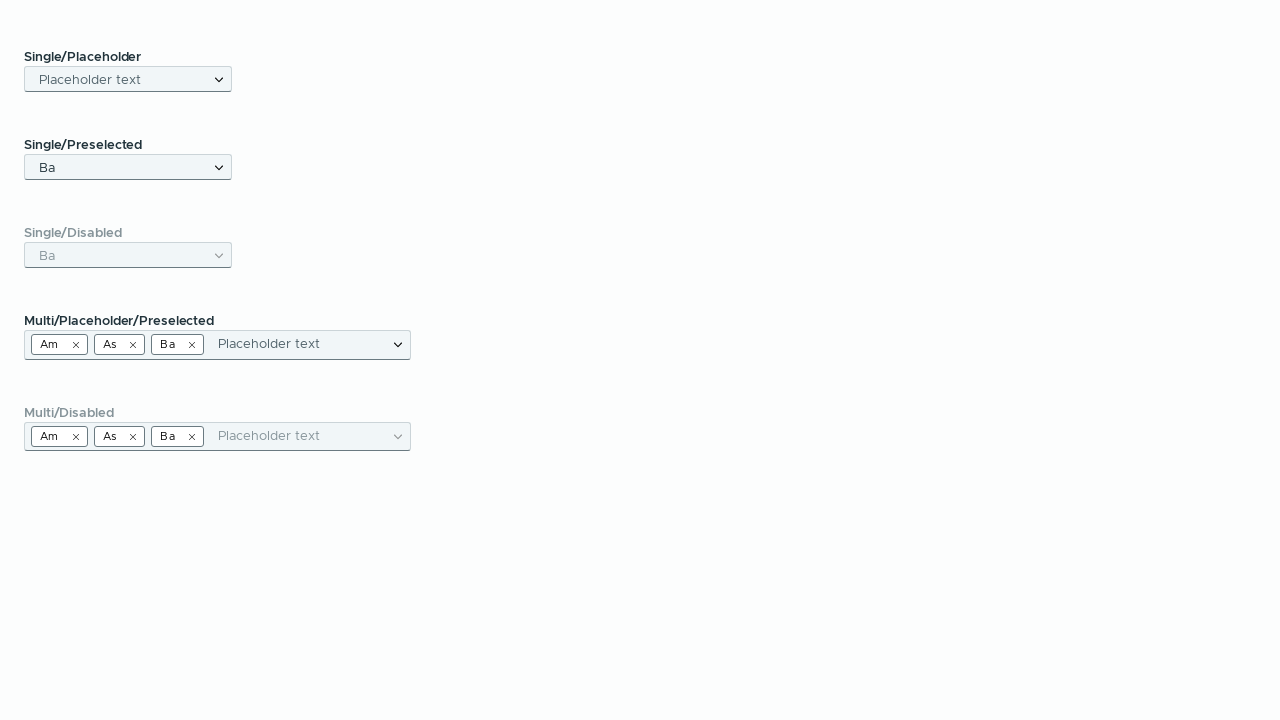 Single/Placeholder
Placeholder text
Single/Preselected
Ba
Single/Disabled
Ba
Multi/Placeholder/Preselected
Am As Ba Placeholder text
Multi/Disabled
Am As Ba Placeholder text